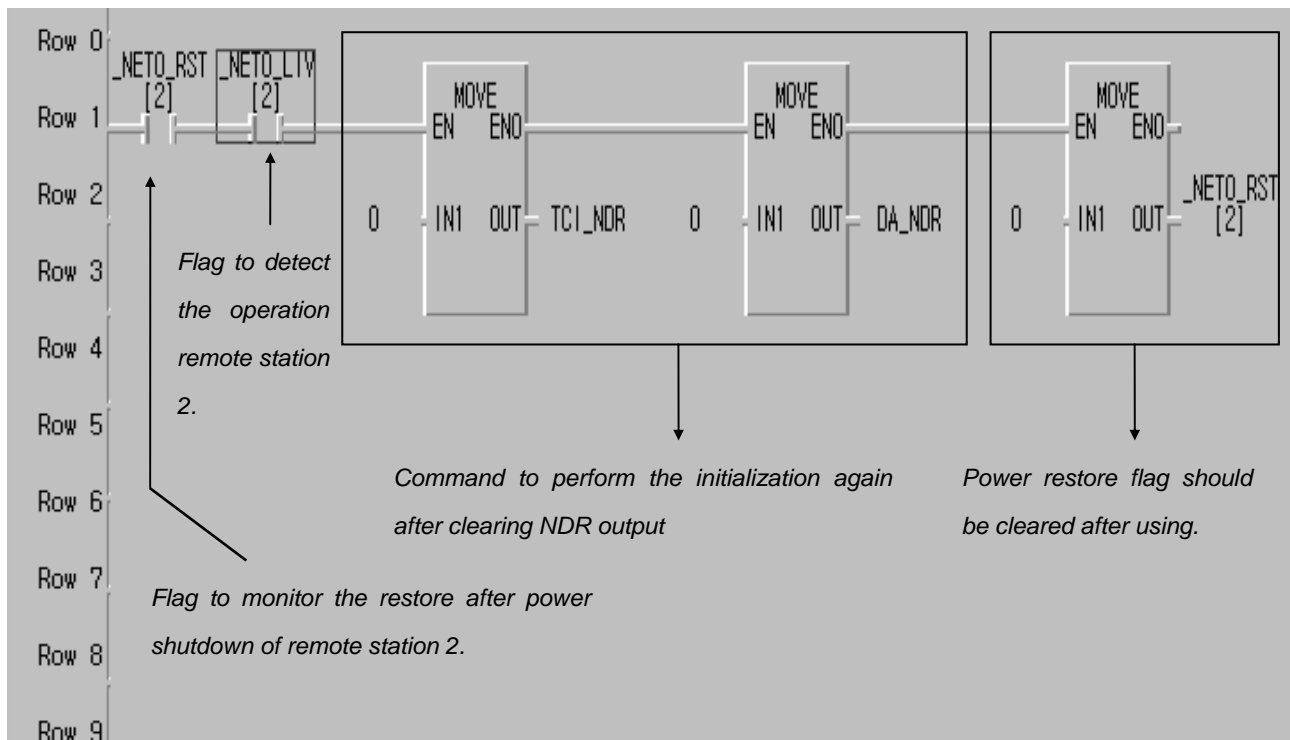 Row 0
_NET0_RST _NET0_LIV
[2] [2] MOVE MOVE MOVE
Row 1 EN ENO EN ENO EN ENO
Row 2 _NET0_RST
0 IN1 OUT TCI_NDR 0 IN1 OUT DA_NDR 0 IN1 OUT [2]
Row 3
Flag to detect
the operation
remote station
2.
Row 4
Row 5
Command to perform the initialization again
after clearing NDR output
Power restore flag should
be cleared after using.
Row 6
Row 7
Flag to monitor the restore after power
shutdown of remote station 2.
Row 8
Row 9